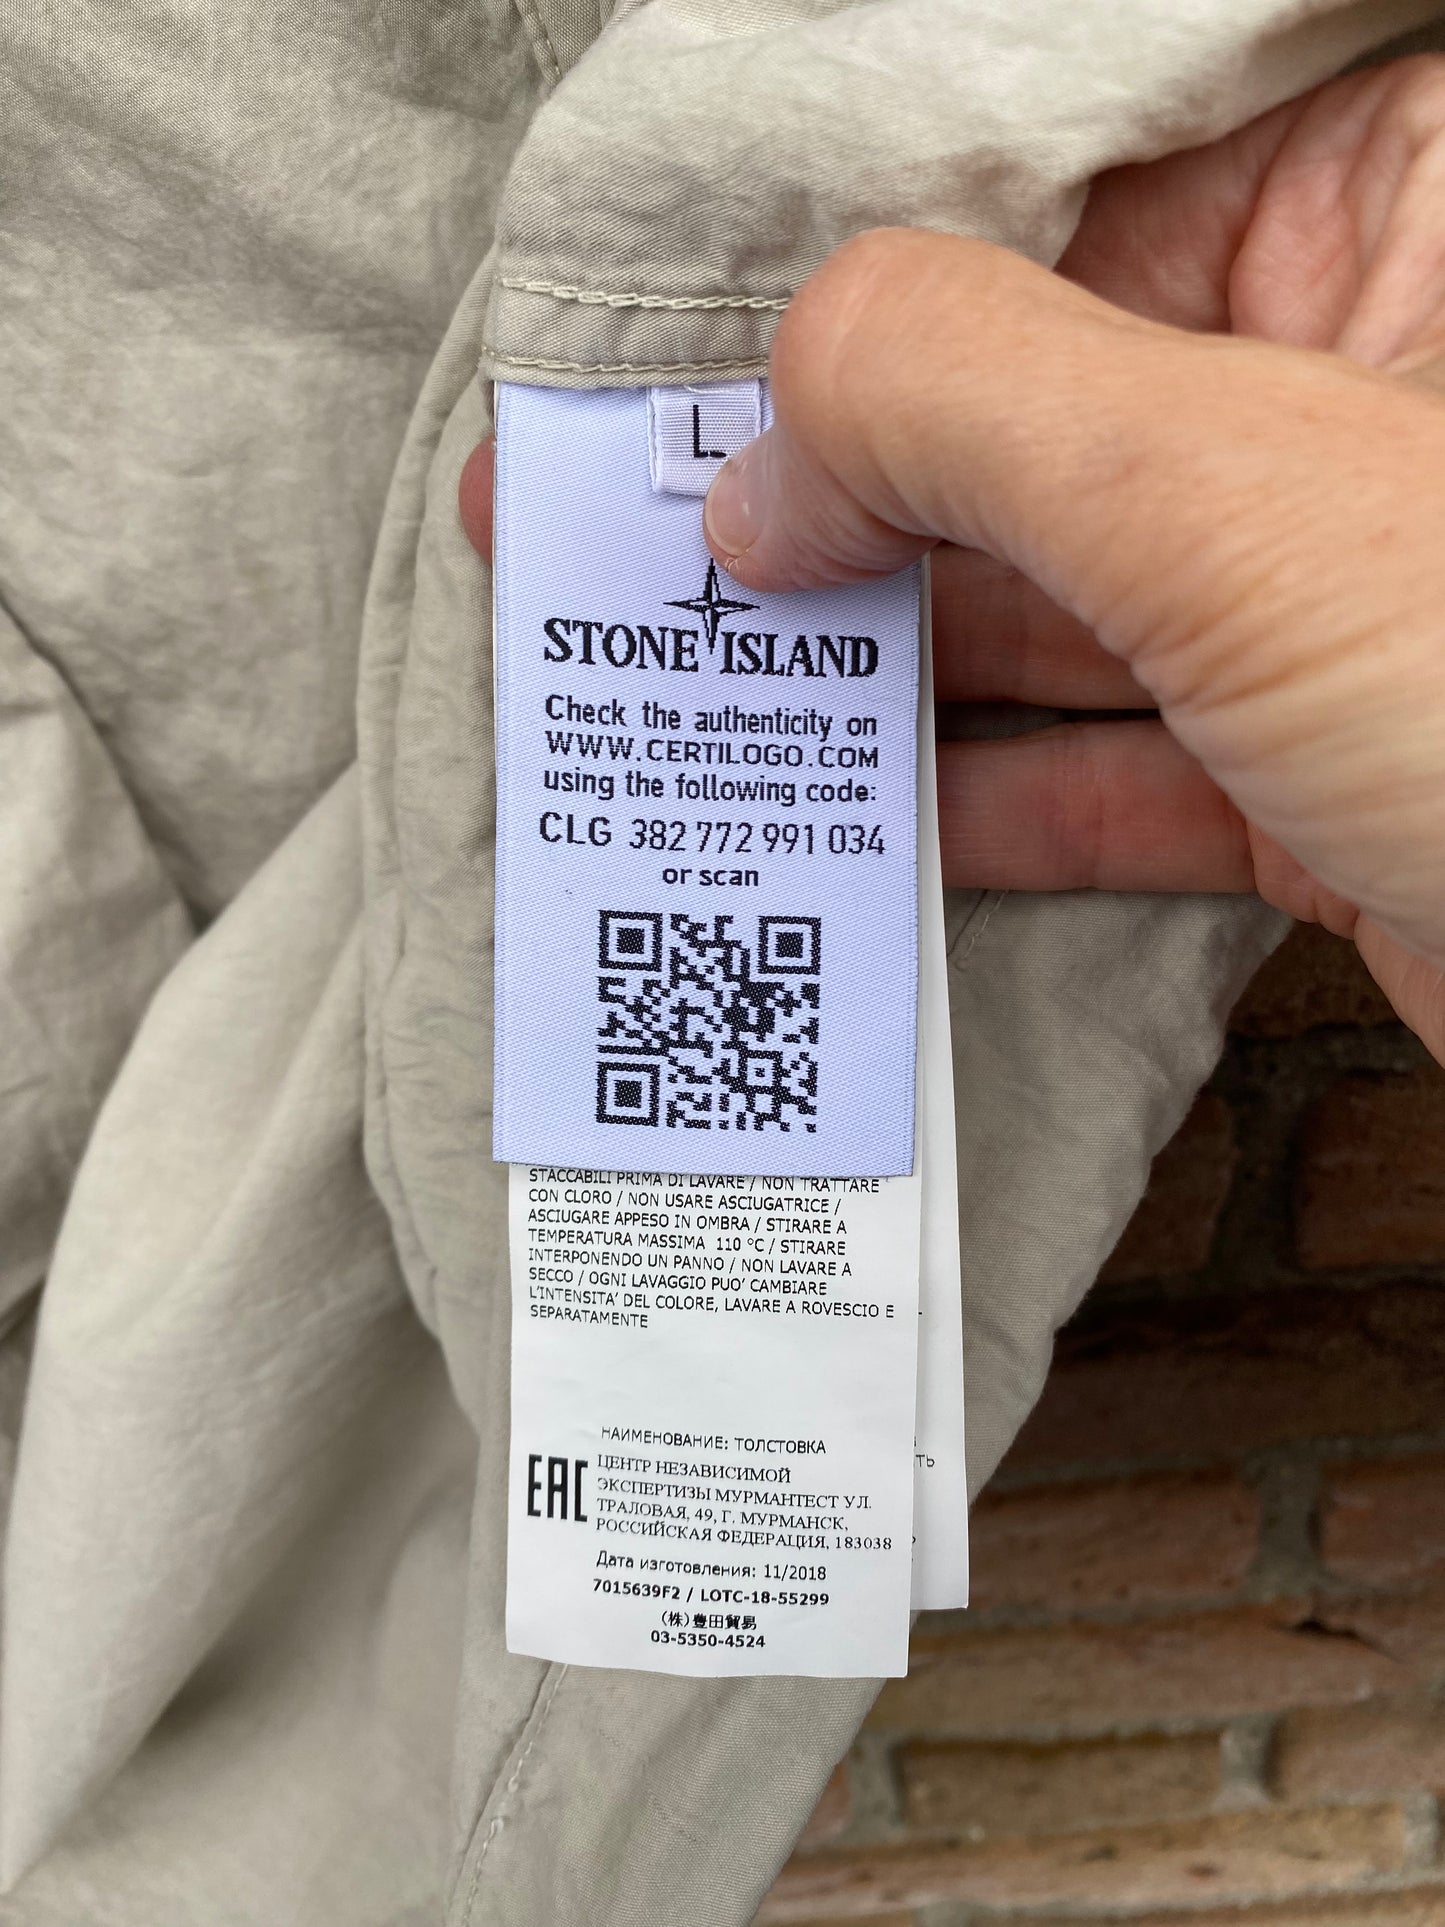 L
STONE ISLAND
Check the authenticity on
WWW.CERTILOGO.COM
using the following code:
CLG 382 772 991 034
or scan
STACCABILI PRIMA DI LAVARE / NON TRATTARE
CON CLORO / NON USARE ASCIUGATRICE /
ASCIUGARE APPESO IN OMBRA / STIRARE A
TEMPERATURA MASSIMA 110 °C / STIRARE
INTERPONENDO UN PANNO / NON LAVARE A
SECCO / OGNI LAVAGGIO PUO' CAMBIARE
L'INTENSITA' DEL COLORE, LAVARE A ROVESCIO E
SEPARATAMENTE
НАИМЕНОВАНИЕ: ТОЛСТОВКА
EAC
ЦЕНТР НЕЗАВИСИМОЙ
ЭКСПЕРТИЗЫ МУРМАНТЕСТ УЛ.
ТРАЛОВАЯ, 49, Г. МУРМАНСК,
РОССИЙСКАЯ ФЕДЕРАЦИЯ, 183038
Дата изготовления: 11/2018
7015639F2 / LOTC-18-55299
(株)豊田貿易
03-5350-4524
ТЬ